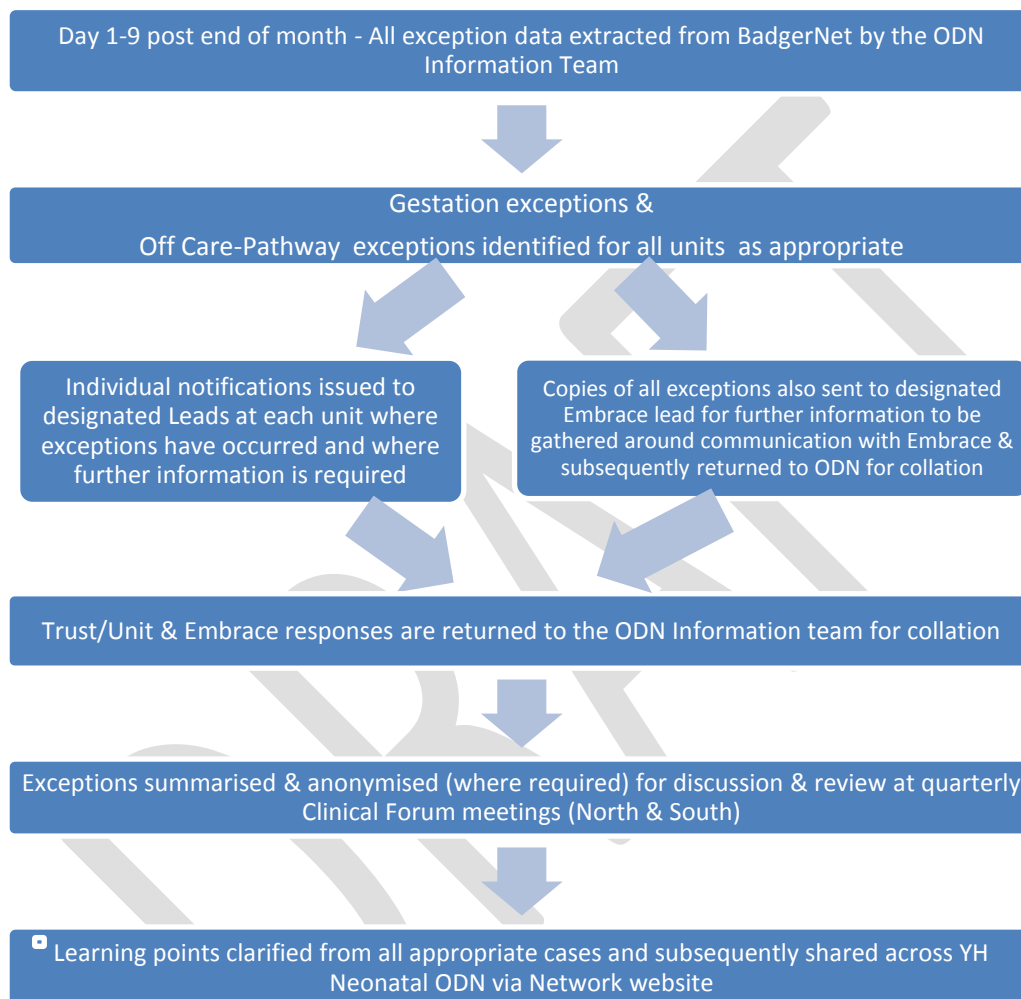 Day 1-9 post end of month - All exception data extracted from BadgerNet by the ODN
Information Team
Gestation exceptions &
Off Care-Pathway  exceptions identified for all units  as appropriate
Individual notifications issued to
designated Leads at each unit where
exceptions have occurred and where
further information is required
Copies of all exceptions also sent to designated
Embrace lead for further information to be
gathered around communication with Embrace &
subsequently returned to ODN for collation
Trust/Unit & Embrace responses are returned to the ODN Information team for collation
Exceptions summarised & anonymised (where required) for discussion & review at quarterly
Clinical Forum meetings (North & South)
Learning points clarified from all appropriate cases and subsequently shared across YH
Neonatal ODN via Network website